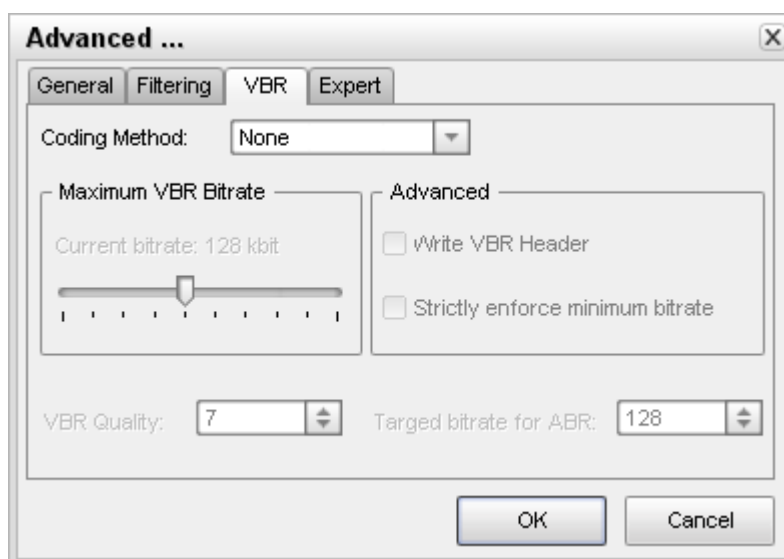 Advanced ...
General Filtering VBR Expert
Coding Method: None
Maximum VBR Bitrate
Current bitrate: 128 kbit
Advanced
Write VBR Header
Strictly enforce minimum bitrate
VBR Quality: 7 Targed bitrate for ABR: 128
OK Cancel